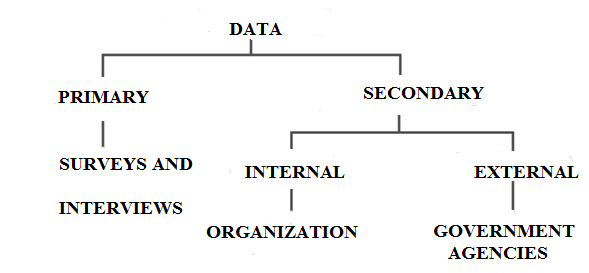 DATA
PRIMARY
SECONDARY
SURVEYS AND
INTERVIEWS
INTERNAL
EXTERNAL
ORGANIZATION
GOVERNMENT
AGENCIES